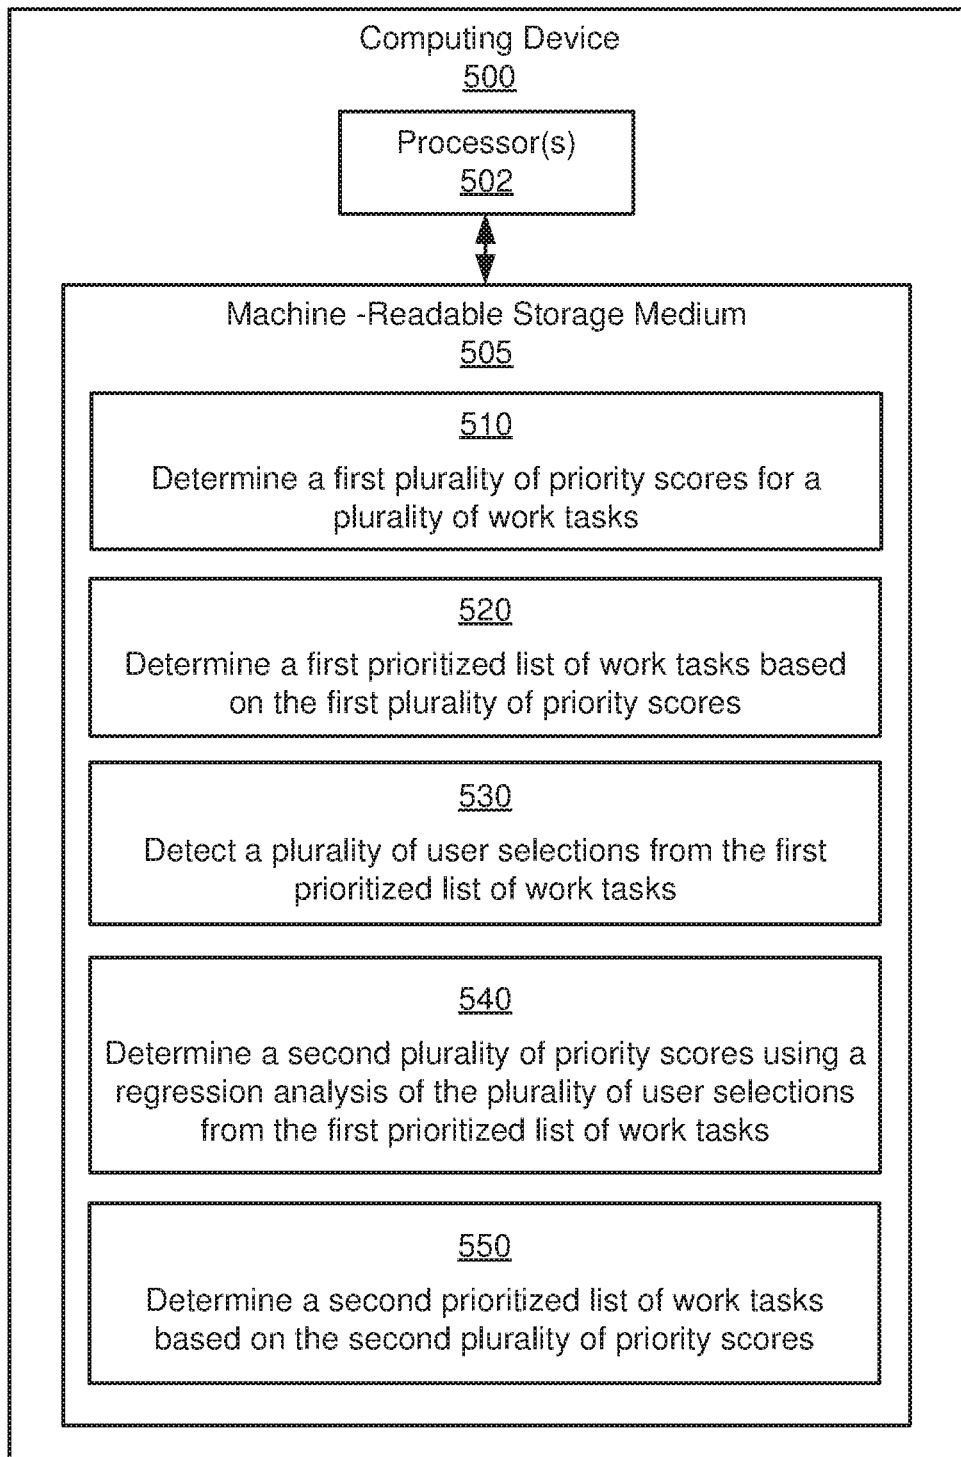 Computing Device
500
Processor(s)
502
Machine -Readable Storage Medium
505
510
Determine a first plurality of priority scores for a
plurality of work tasks
520
Determine a first prioritized list of work tasks based
on the first plurality of priority scores
530
Detect a plurality of user selections from the first
prioritized list of work tasks
540
Determine a second plurality of priority scores using a
regression analysis of the plurality of user selections
from the first prioritized list of work tasks
550
Determine a second prioritized list of work tasks
based on the second plurality of priority scores